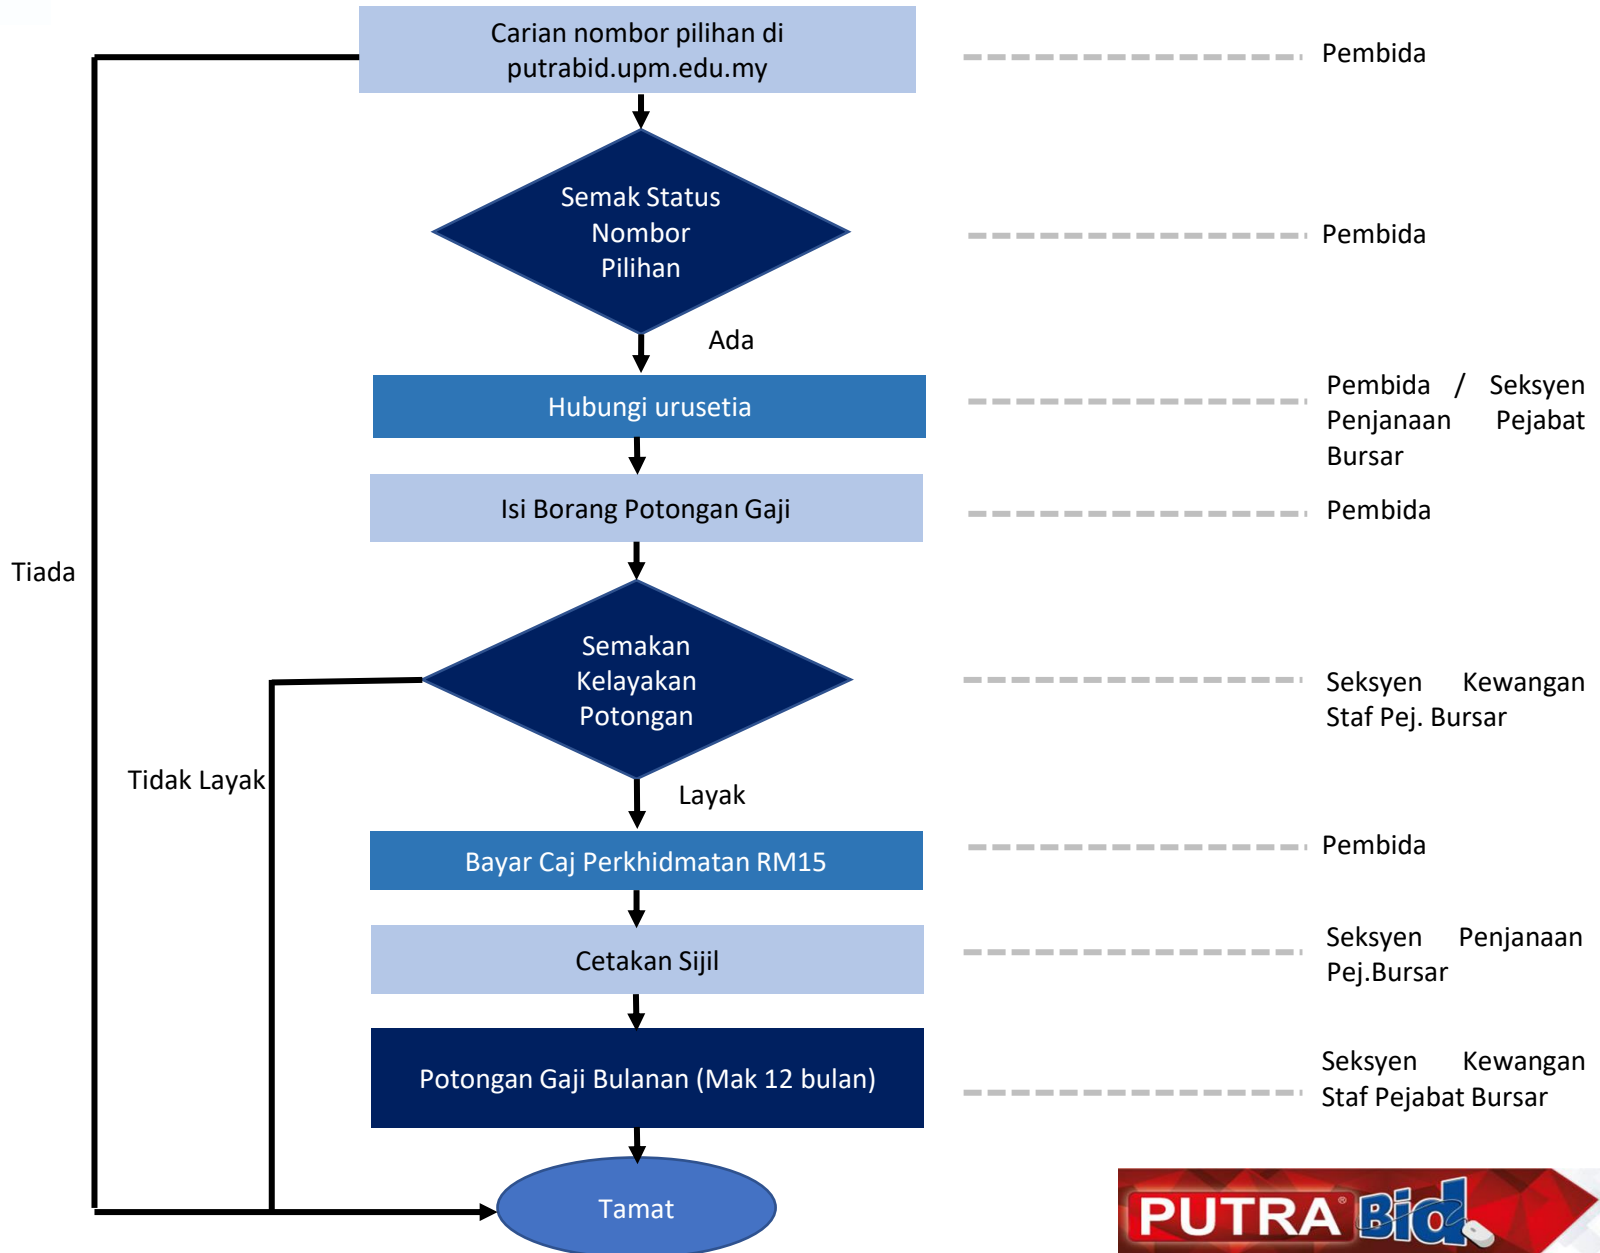 Carian nombor pilihan di
putrabid.upm.edu.my
Pembida
Semak Status
Nombor
Pilihan
Pembida
Ada
Hubungi urusetia
Pembida / Seksyen
Penjanaan Pejabat
Bursar
Isi Borang Potongan Gaji
Pembida
Tiada
Semakan
Kelayakan
Potongan
Seksyen Kewangan
Staf Pej. Bursar
Tidak Layak
Layak
Bayar Caj Perkhidmatan RM15
Pembida
Cetakan Sijil
Seksyen Penjanaan
Pej.Bursar
Potongan Gaji Bulanan (Mak 12 bulan)
Seksyen Kewangan
Staf Pejabat Bursar
Tamat
PUTRA® Bid